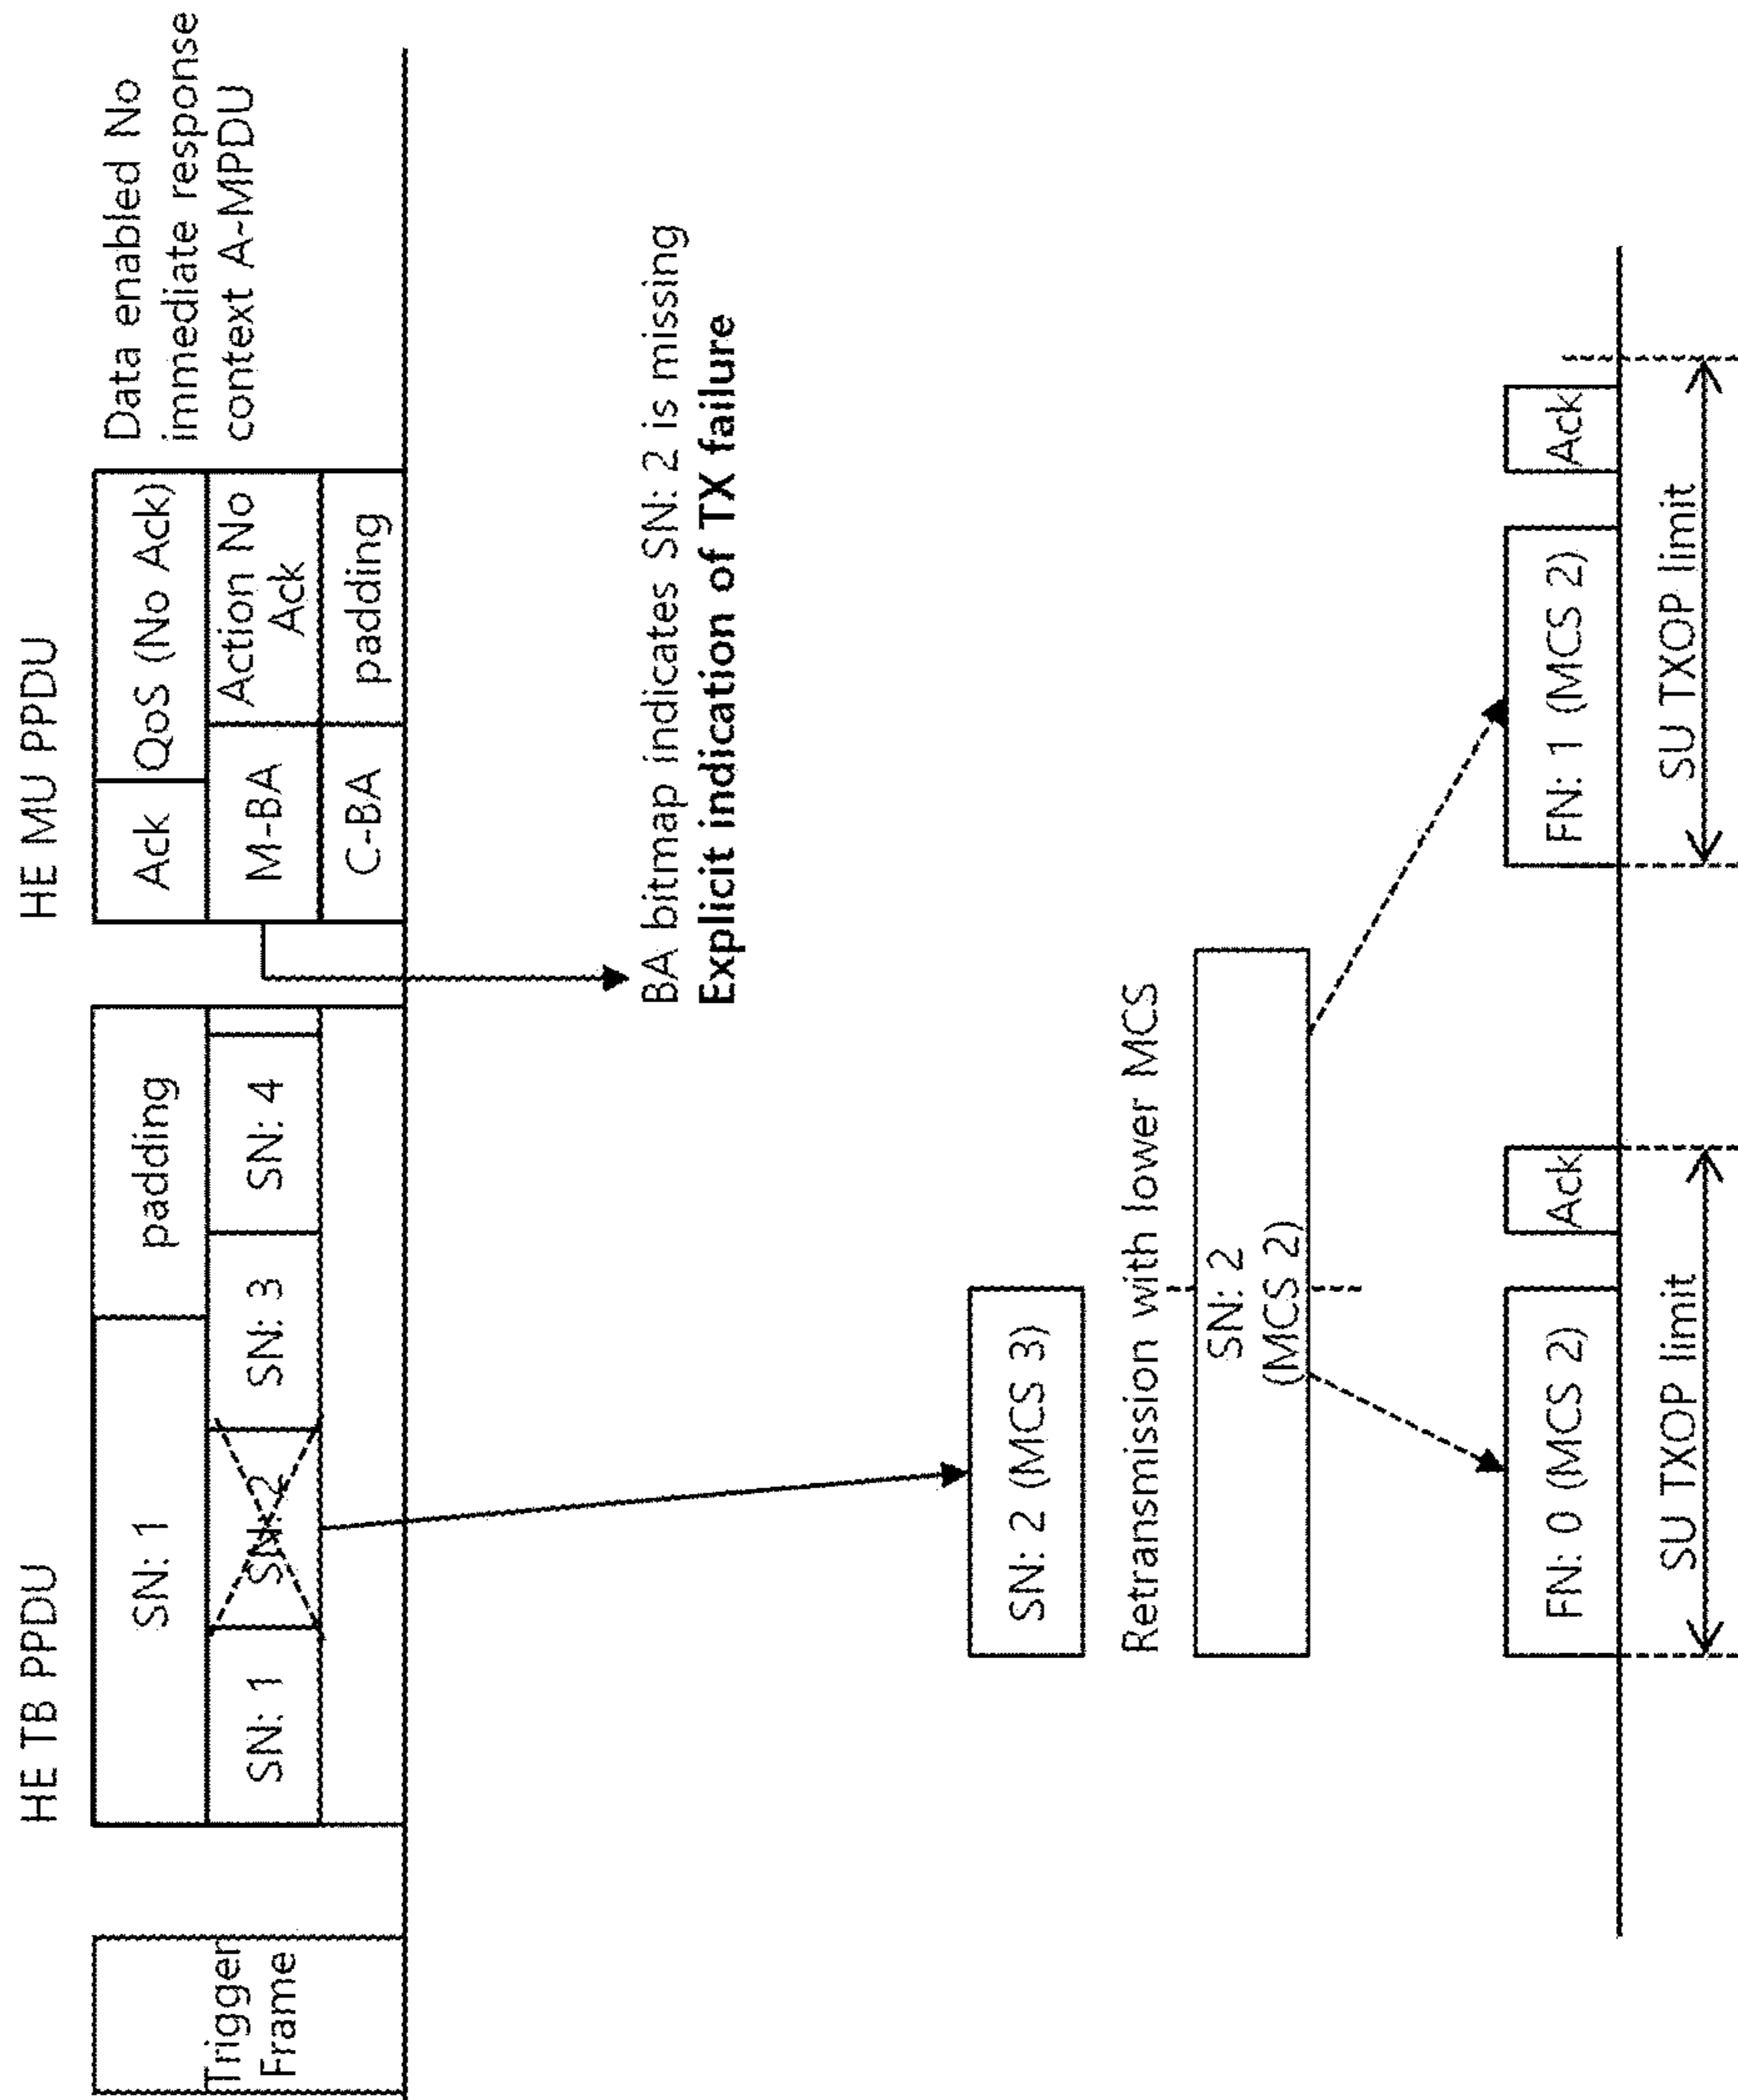 HE TB PPDU
HE MU PPDU
Trigger
Frame
SN: 1
padding
SN: 1
SN: 2
SN: 3
SN: 4
Ack
QoS (No Ack)
M-BA
Action No
Ack
C-BA
padding
Data enabled No
immediate response
context A-MPDU
BA bitmap indicates SN: 2 is missing
Explicit indication of TX failure
SN: 2 (MCS 3)
Retransmission with lower MCS
SN: 2
(MCS 2)
FN: 0 (MCS 2)
Ack
FN: 1 (MCS 2)
Ack
SU TXOP limit
SU TXOP limit